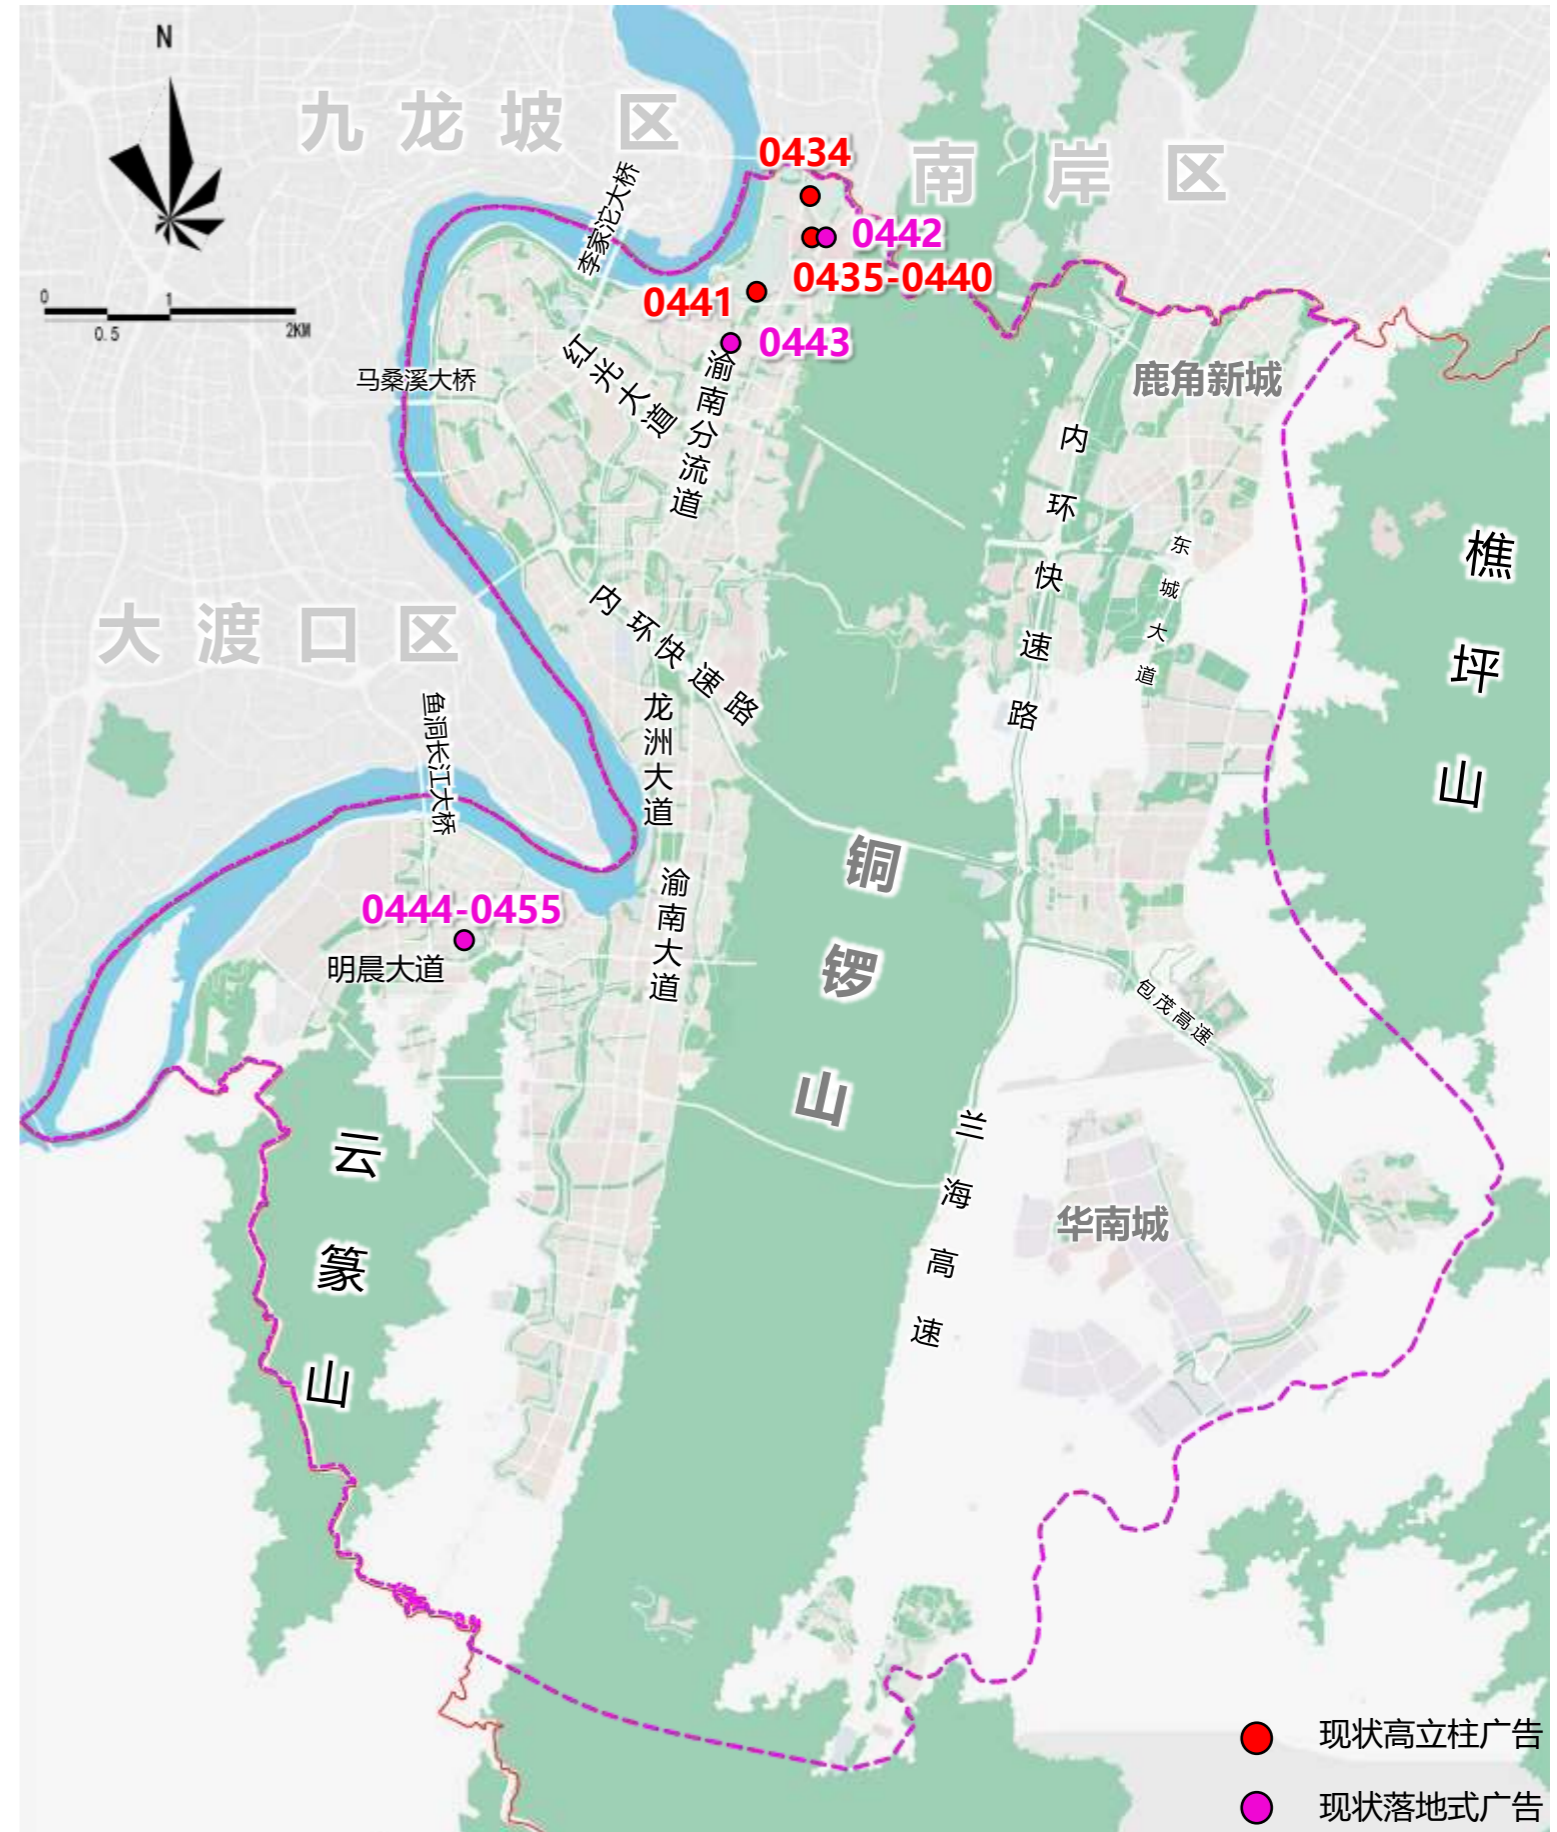 N
九龙坡区
0434
南岸区
李家沱大桥
0442
0435-0440
0441
0
1
0.5
2KM
0443
红光大道
渝南分流道
马桑溪大桥
鹿角新城
内环快速路
东城大道
樵坪山
内环快速路
大渡口区
鱼洞长江大桥
龙洲大道
铜锣山
渝南大道
0444-0455
明晨大道
包茂高速
兰海高速
云篆山
华南城
现状高立柱广告
现状落地式广告